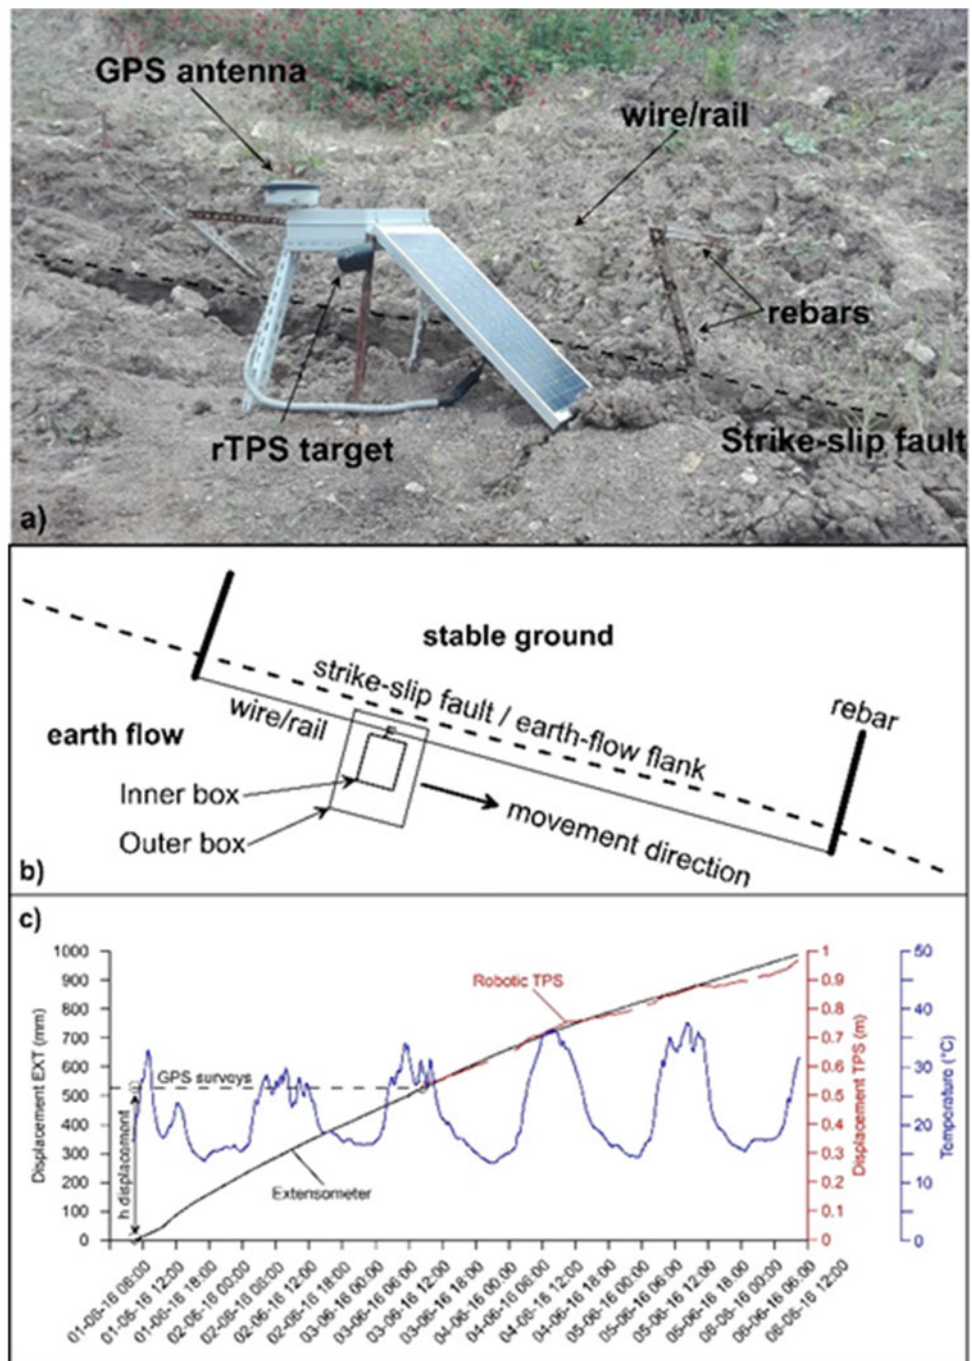 GPS antenna
wire/rail
rebars
rTPS target
Strike-slip fault
a)
stable ground
strike-slip fault / earth-flow flank
rebar
wire/rail
earth flow
Inner box
Outer box
movement direction
b)
c)
1000
900
800
700
600
500
400
300
200
100
0
Displacement EXT (mm)
h displacement
GPS surveys
Extensometer
Robotic TPS
1
0.9
0.8
0.7
0.6
0.5
0.4
0.3
0.2
0.1
0
Displacement TPS (m)
50
40
30
20
10
0
Temperature (°C)
01-06-16 06:00
01-06-16 12:00
01-06-16 18:00
02-06-16 00:00
02-06-16 06:00
02-06-16 12:00
02-06-16 18:00
03-06-16 00:00
03-06-16 06:00
03-06-16 12:00
03-06-16 18:00
04-06-16 00:00
04-06-16 06:00
04-06-16 12:00
04-06-16 18:00
05-06-16 00:00
05-06-16 06:00
05-06-16 12:00
05-06-16 18:00
06-06-16 00:00
06-06-16 06:00
06-06-16 12:00